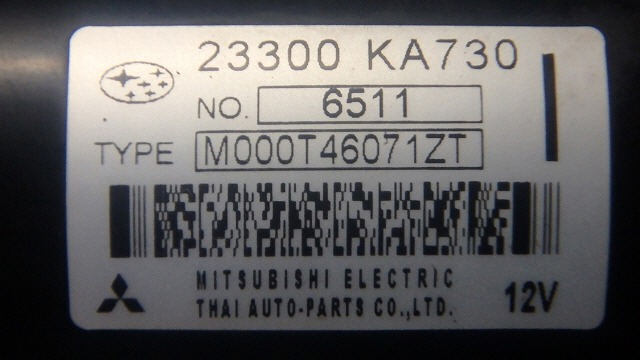 23300 KA730
NO. 6511
TYPE M000T46071ZT
MITSUBISHI ELECTRIC
THAI AUTO-PARTS CO.,LTD.
12V